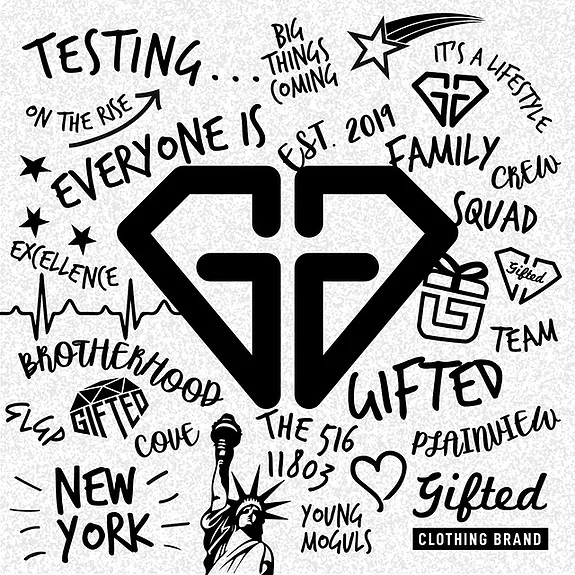 TESTING...
BIG
THINGS
COMING
IT'S A LIFESTYLE
ON THE RISE
EVERYONE IS
EST. 2019
FAMILY
CREW
SQUAD
EXCELLENCE
Gifted
TEAM
BROTHERHOOD
GIFTED
GIFTED
COVE
THE 516
11803
PLAINVIEW
NEW
YORK
YOUNG
MOGULS
Gifted
CLOTHING BRAND